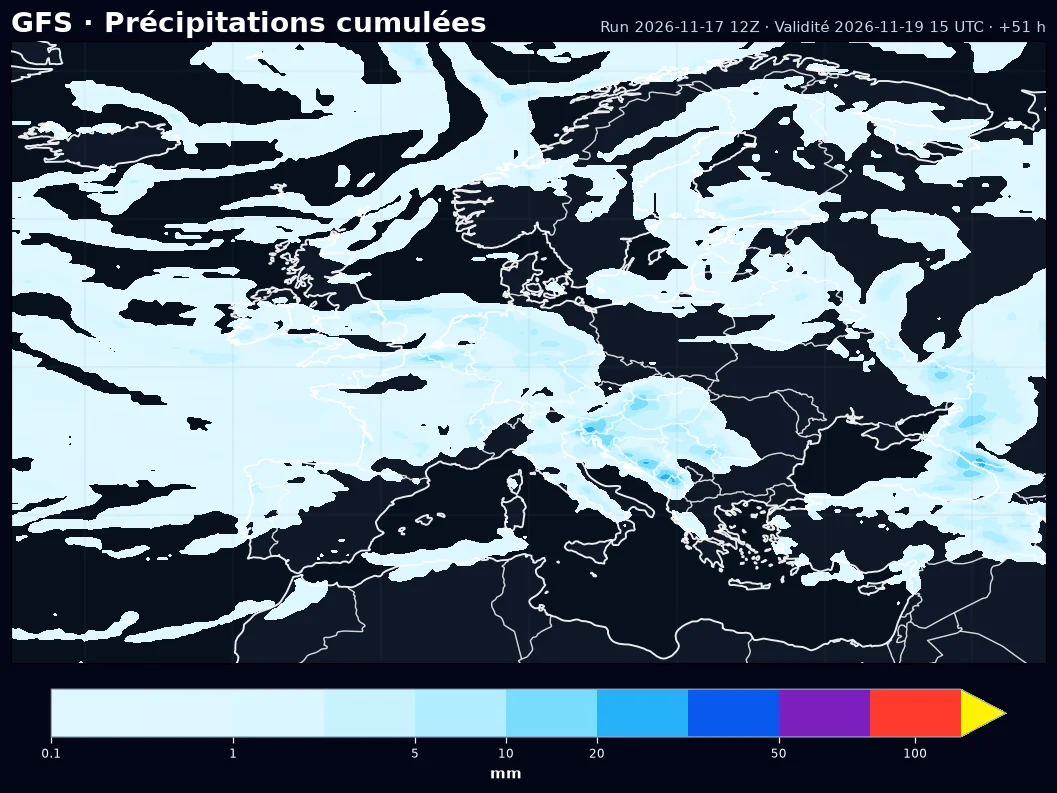 GFS · Précipitations cumulées
Run 2026-11-17 12Z · Validité 2026-11-19 15 UTC · +51 h
0.1 1 5 10 20 50 100
mm